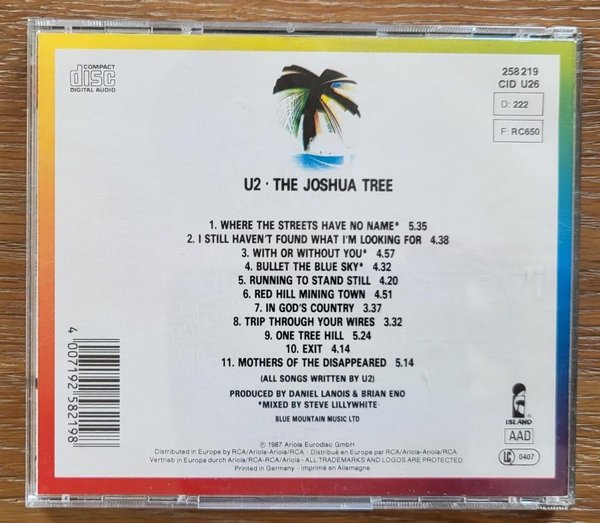 COMPACT
disc
DIGITAL AUDIO
258 219
CID U26
D: 222
F: RC650
U2 · THE JOSHUA TREE
1. WHERE THE STREETS HAVE NO NAME* 5.35
2. I STILL HAVEN'T FOUND WHAT I'M LOOKING FOR 4.38
3. WITH OR WITHOUT YOU* 4.57
4. BULLET THE BLUE SKY* 4.32
5. RUNNING TO STAND STILL 4.20
6. RED HILL MINING TOWN 4.51
7. IN GOD'S COUNTRY 3.37
8. TRIP THROUGH YOUR WIRES 3.32
9. ONE TREE HILL 5.24
10. EXIT 4.14
11. MOTHERS OF THE DISAPPEARED 5.14
(ALL SONGS WRITTEN BY U2)
PRODUCED BY DANIEL LANOIS & BRIAN ENO
*MIXED BY STEVE LILLYWHITE
BLUE MOUNTAIN MUSIC LTD
4 007192 582198
ISLAND
AAD
LC 0407
℗ 1987 Ariola Eurodisc GmbH
Distributed in Europe by RCA/Ariola-Ariola/RCA · Distribué en Europe par RCA/Ariola-Ariola/RCA
Vertrieb in Europa durch Ariola/RCA-RCA/Ariola - ALL TRADEMARKS AND LOGOS ARE PROTECTED
Printed in Germany - Imprimé en Allemagne